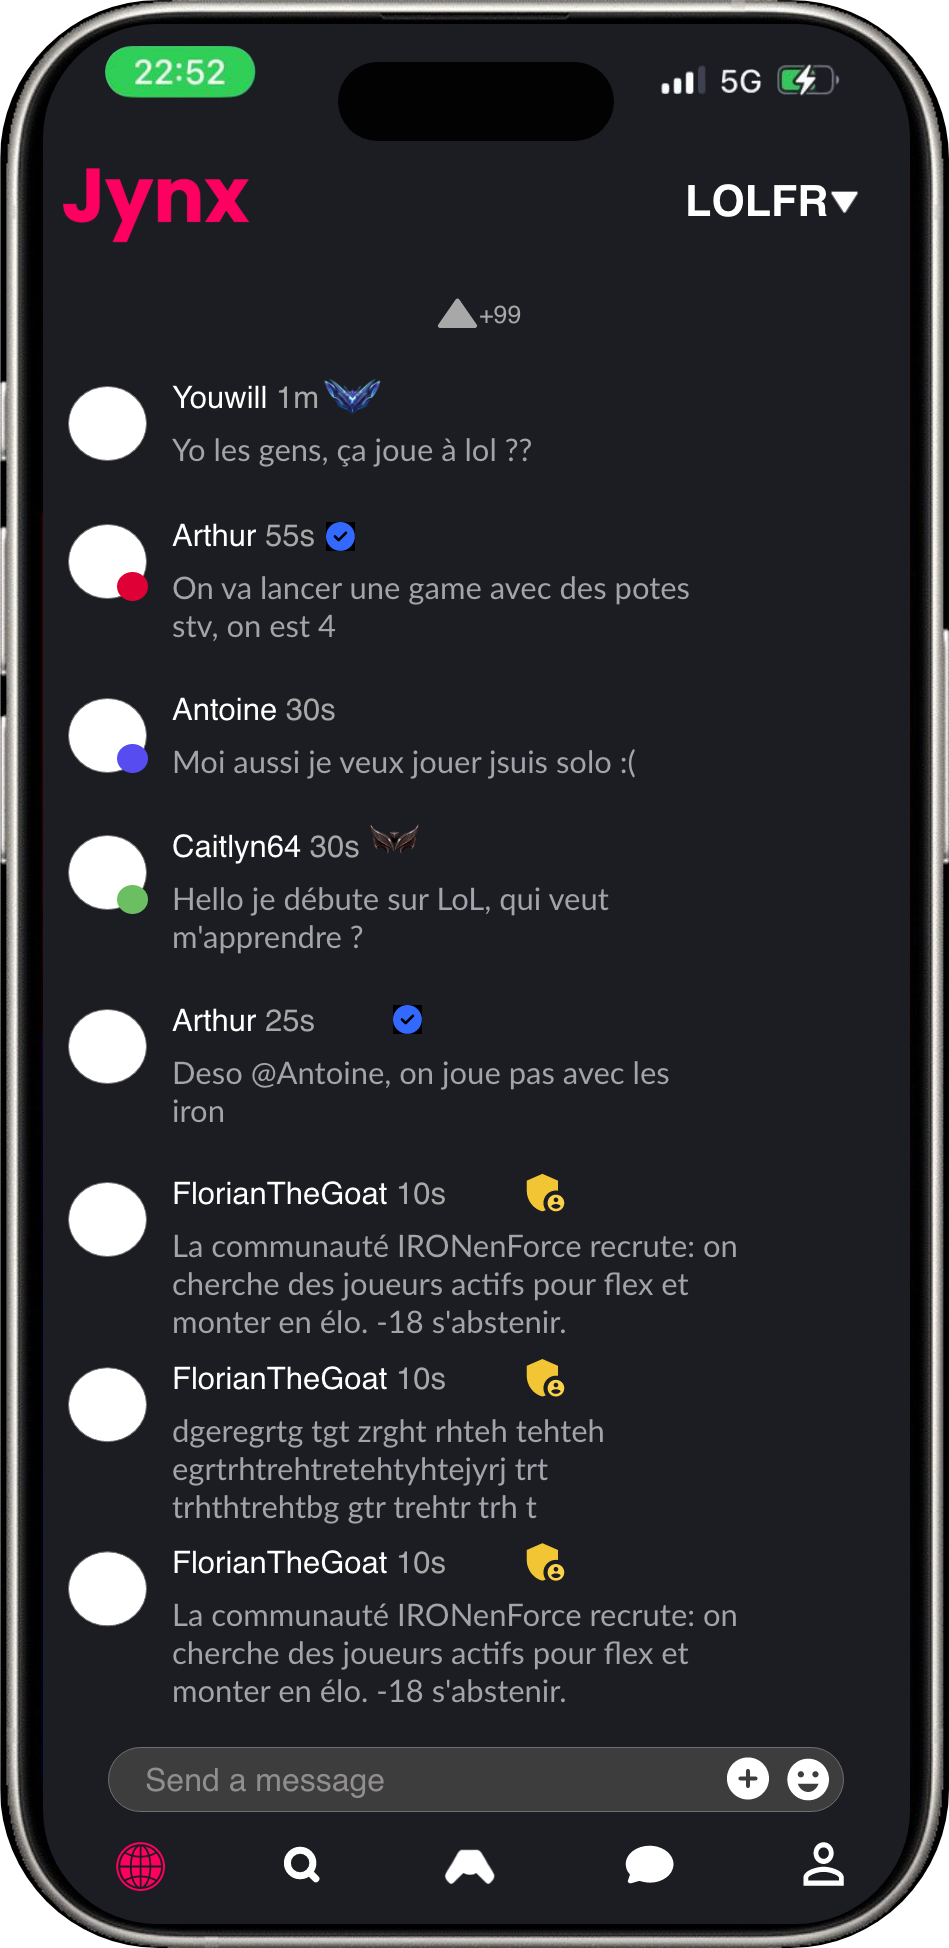 22:52
5G
Jynx
LOLFR
+99
Youwill 1m
Yo les gens, ça joue à lol ??
Arthur 55s
On va lancer une game avec des potes
stv, on est 4
Antoine 30s
Moi aussi je veux jouer jsuis solo :(
Caitlyn64 30s
Hello je débute sur LoL, qui veut
m'apprendre ?
Arthur 25s
Deso @Antoine, on joue pas avec les
iron
FlorianTheGoat 10s
La communauté IRONenForce recrute: on
cherche des joueurs actifs pour flex et
monter en élo. -18 s'abstenir.
FlorianTheGoat 10s
dgeregrtg tgt zrght rhteh tehteh
egrtrhtrehtretehtyhtejyrj trt
trhthtrehtbg gtr trehtr trh t
FlorianTheGoat 10s
La communauté IRONenForce recrute: on
cherche des joueurs actifs pour flex et
monter en élo. -18 s'abstenir.
Send a message